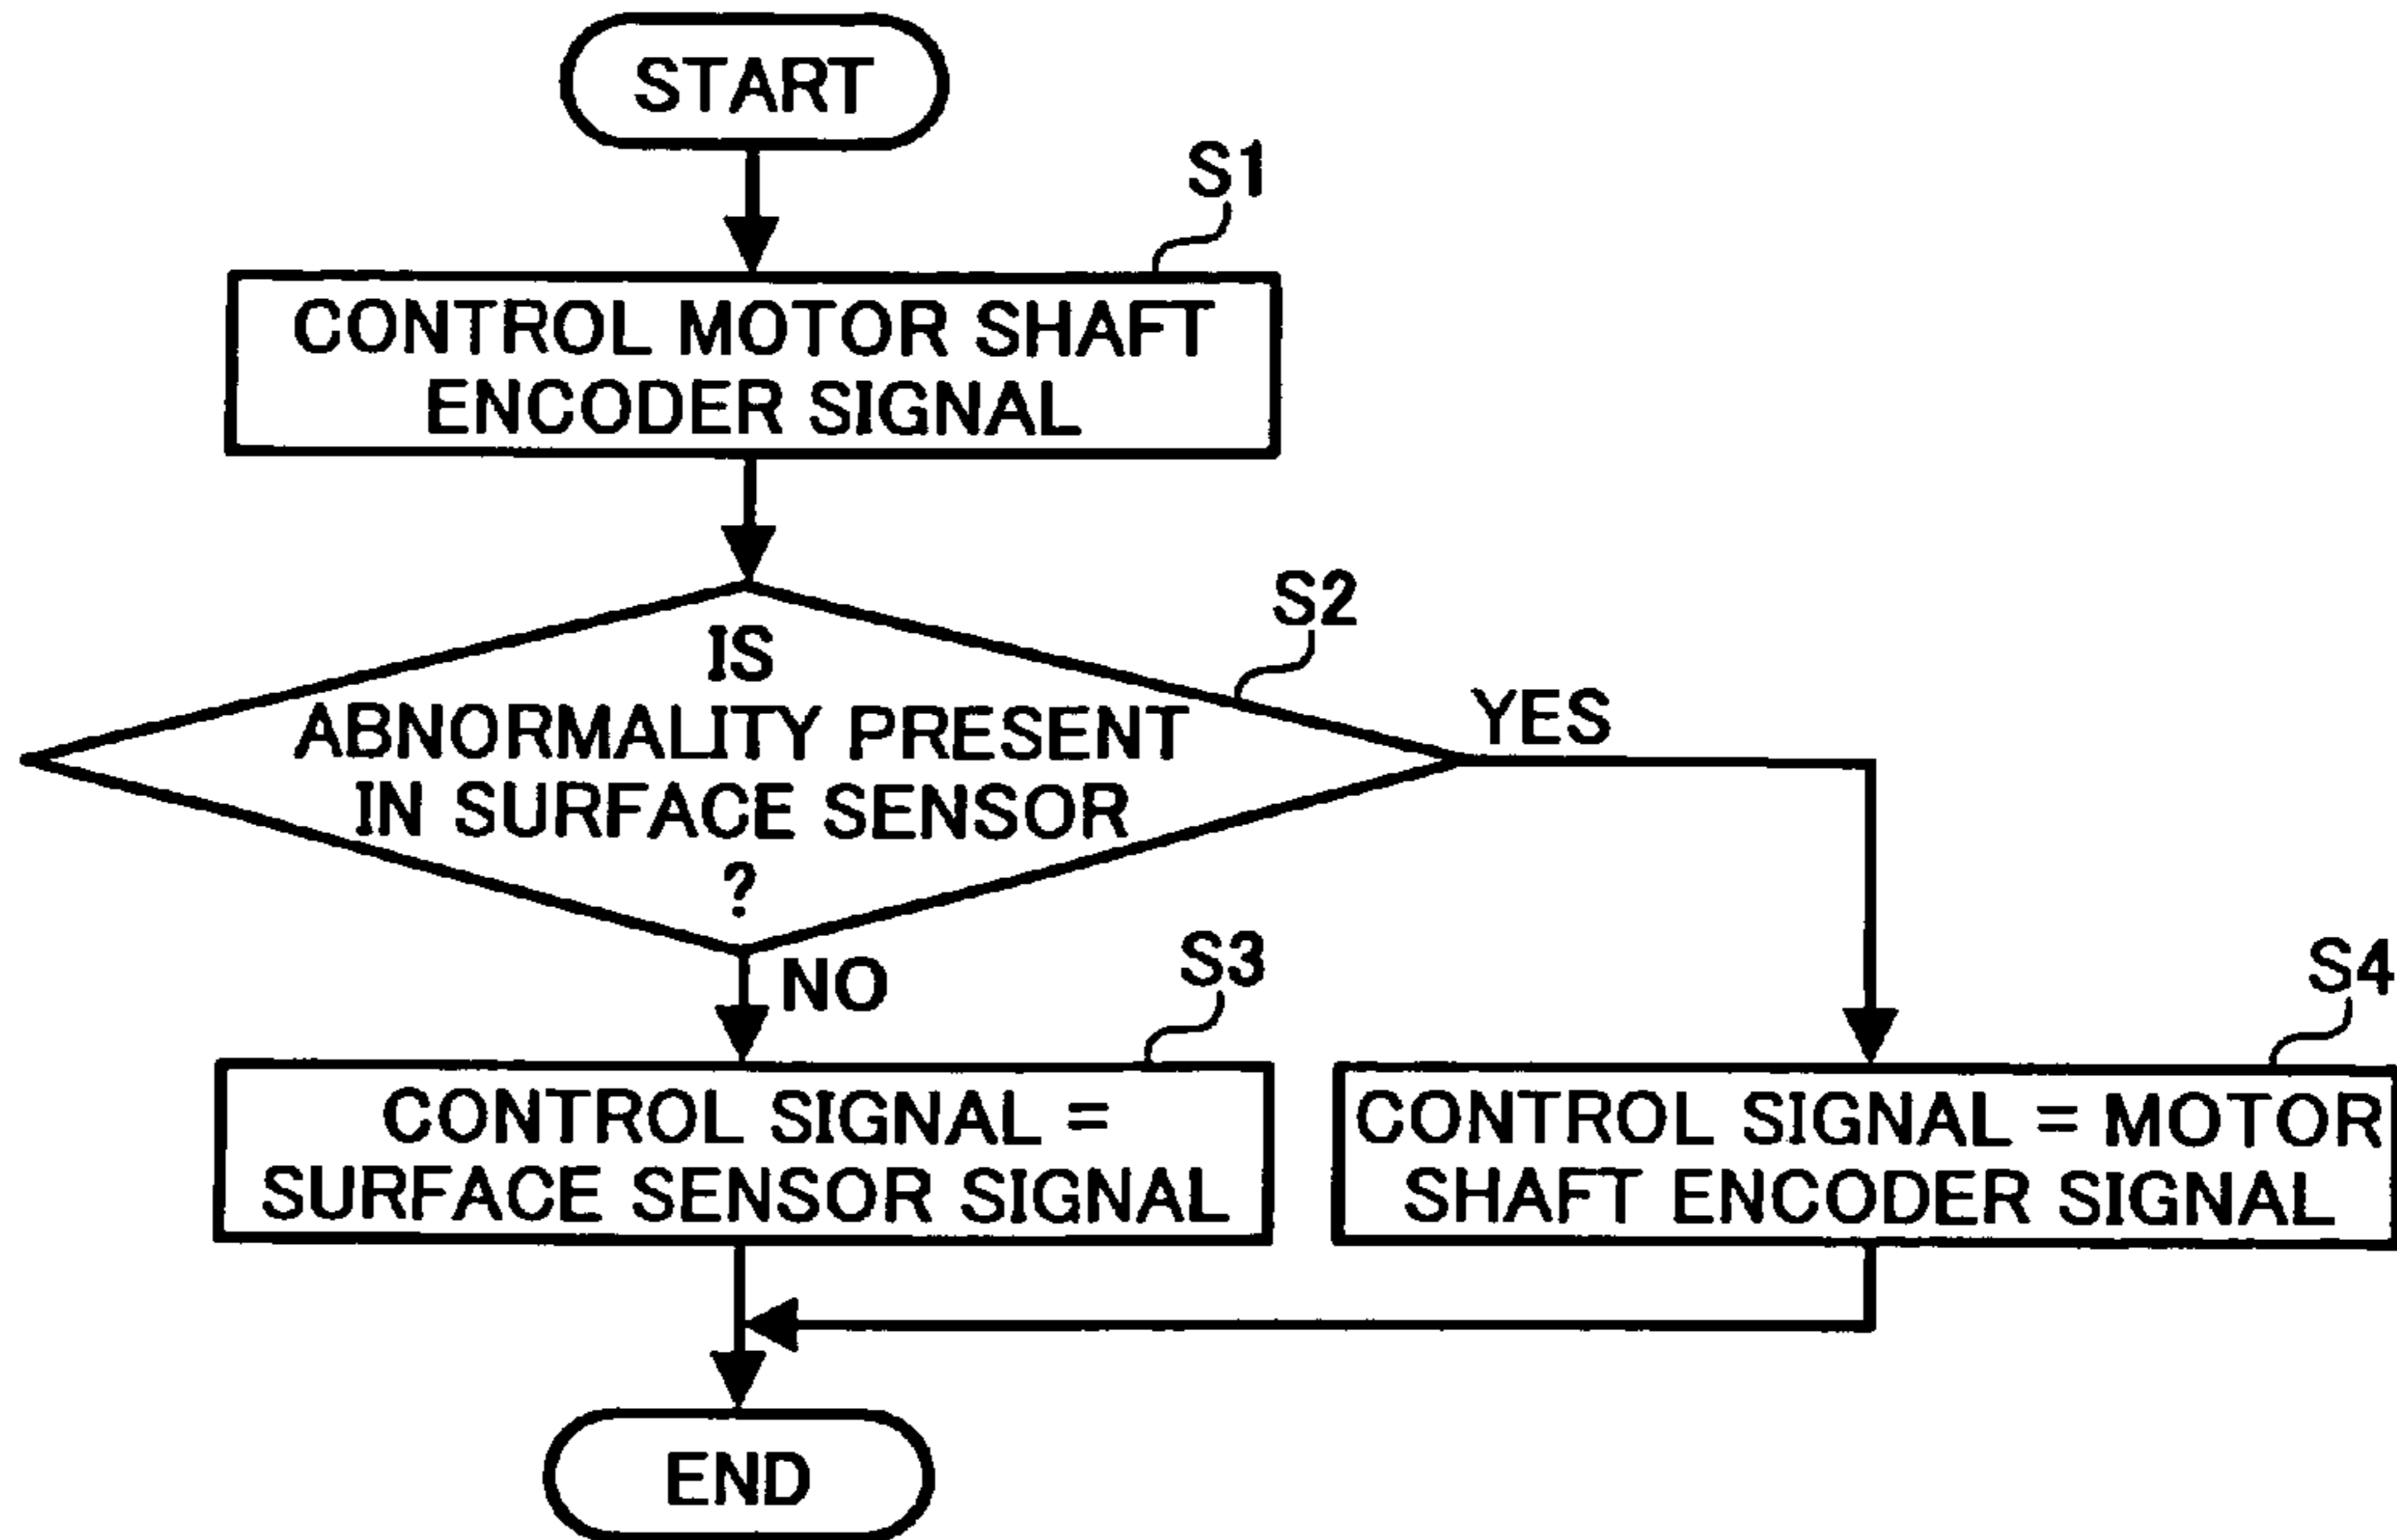 START
S1
CONTROL MOTOR SHAFT
ENCODER SIGNAL
S2
IS
ABNORMALITY PRESENT
IN SURFACE SENSOR
?
YES
NO
S3
CONTROL SIGNAL =
SURFACE SENSOR SIGNAL
S4
CONTROL SIGNAL = MOTOR
SHAFT ENCODER SIGNAL
END